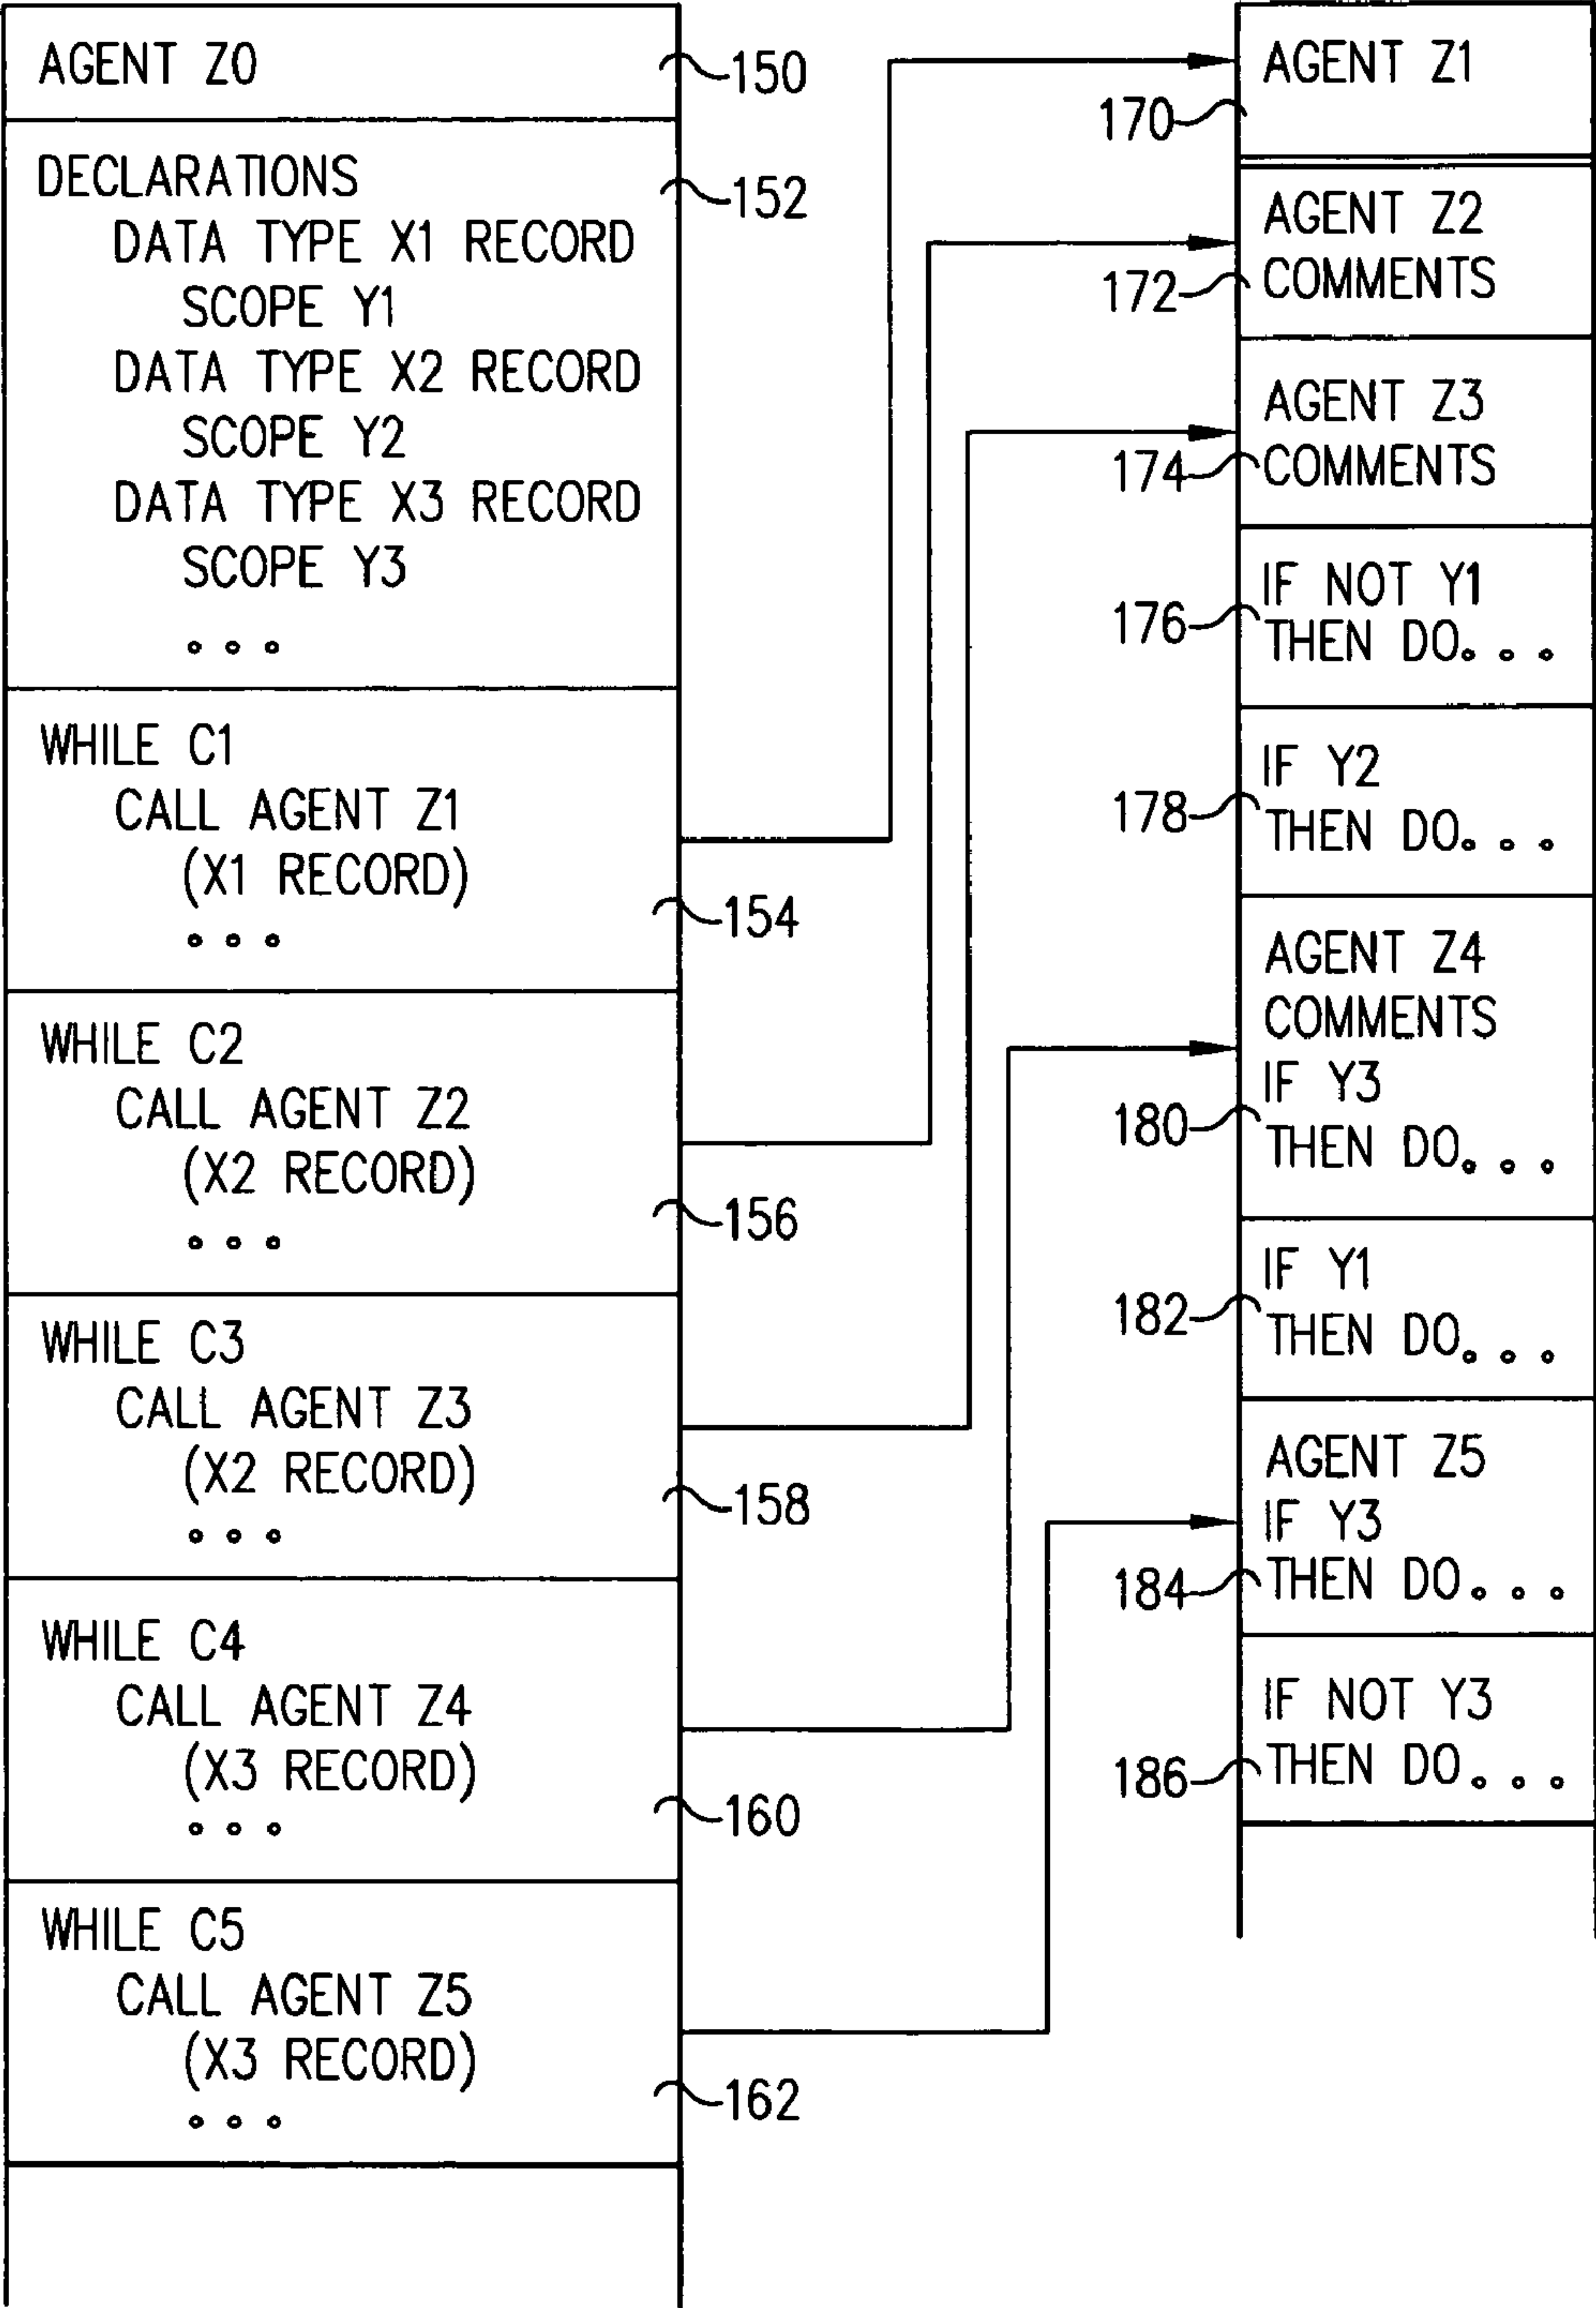 AGENT Z0
150
DECLARATIONS
152
DATA TYPE X1 RECORD
SCOPE Y1
DATA TYPE X2 RECORD
SCOPE Y2
DATA TYPE X3 RECORD
SCOPE Y3
...
WHILE C1
CALL AGENT Z1
(X1 RECORD)
154
...
WHILE C2
CALL AGENT Z2
(X2 RECORD)
156
...
WHILE C3
CALL AGENT Z3
(X2 RECORD)
158
...
WHILE C4
CALL AGENT Z4
(X3 RECORD)
160
...
WHILE C5
CALL AGENT Z5
(X3 RECORD)
162
...
AGENT Z1
170
AGENT Z2
172 COMMENTS
AGENT Z3
174 COMMENTS
IF NOT Y1
176 THEN DO...
IF Y2
178 THEN DO...
AGENT Z4
COMMENTS
IF Y3
180 THEN DO...
IF Y1
182 THEN DO...
AGENT Z5
IF Y3
184 THEN DO...
IF NOT Y3
186 THEN DO...